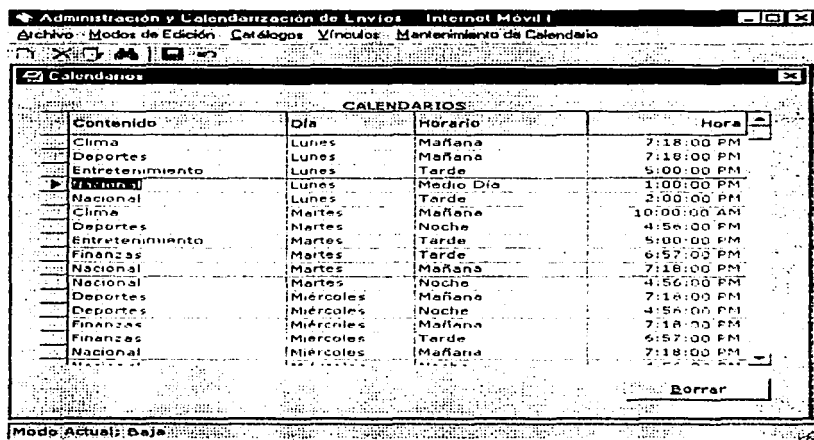 Administración y Calendarización de Envíos - Internet Móvil I
Archivo Modos de Edición Catálogos Vínculos Mantenimiento de Calendario
Calendarios
CALENDARIOS
Contenido Día Horario Hora
Clima Lunes Mañana 7:18:00 PM
Deportes Lunes Mañana 7:18:00 PM
Entretenimiento Lunes Tarde 5:00:00 PM
Nacional Lunes Medio Día 1:00:00 PM
Nacional Lunes Tarde 2:00:00 PM
Clima Martes Mañana 10:00:00 AM
Deportes Martes Noche 4:56:00 PM
Entretenimiento Martes Tarde 5:00:00 PM
Finanzas Martes Tarde 6:57:00 PM
Nacional Martes Mañana 7:18:00 PM
Nacional Martes Noche 4:56:00 PM
Deportes Miércoles Mañana 7:18:00 PM
Deportes Miércoles Noche 4:56:00 PM
Finanzas Miércoles Mañana 7:18:00 PM
Finanzas Miércoles Tarde 6:57:00 PM
Nacional Miércoles Mañana 7:18:00 PM
Borrar
Modo Actual: Baja